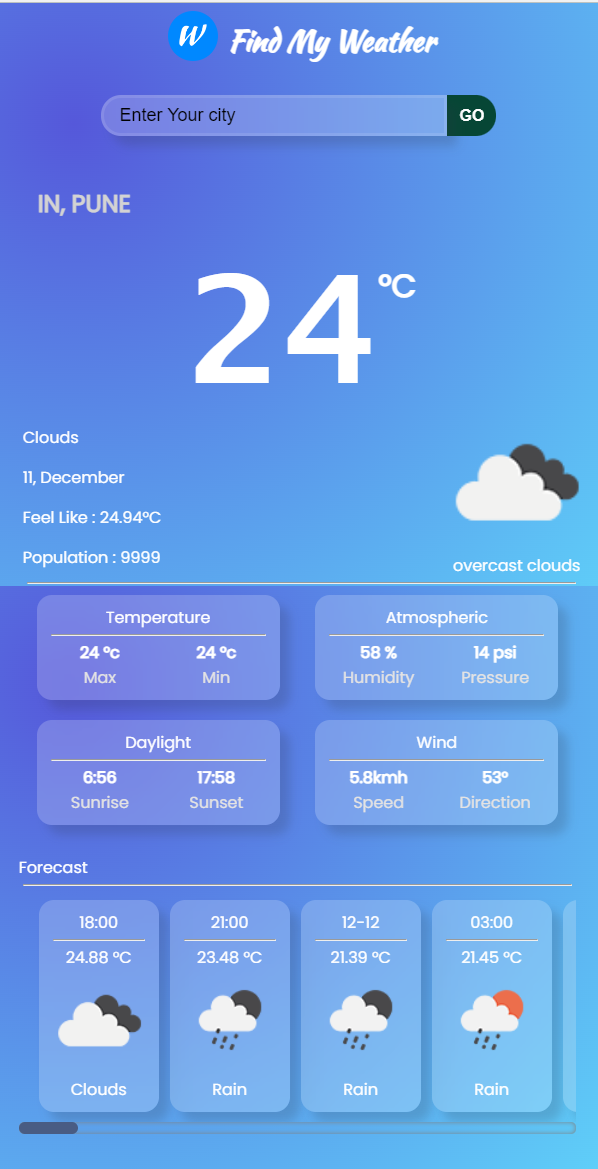 W Find My Weather
Enter Your city GO
IN, PUNE
24 °C
Clouds
11, December
Feel Like : 24.94°C
Population : 9999
overcast clouds
Temperature
24 °c 24 °c
Max Min
Atmospheric
58 % 14 psi
Humidity Pressure
Daylight
6:56 17:58
Sunrise Sunset
Wind
5.8kmh 53°
Speed Direction
Forecast
18:00 21:00 12-12 03:00
24.88 °C 23.48 °C 21.39 °C 21.45 °C
Clouds Rain Rain Rain